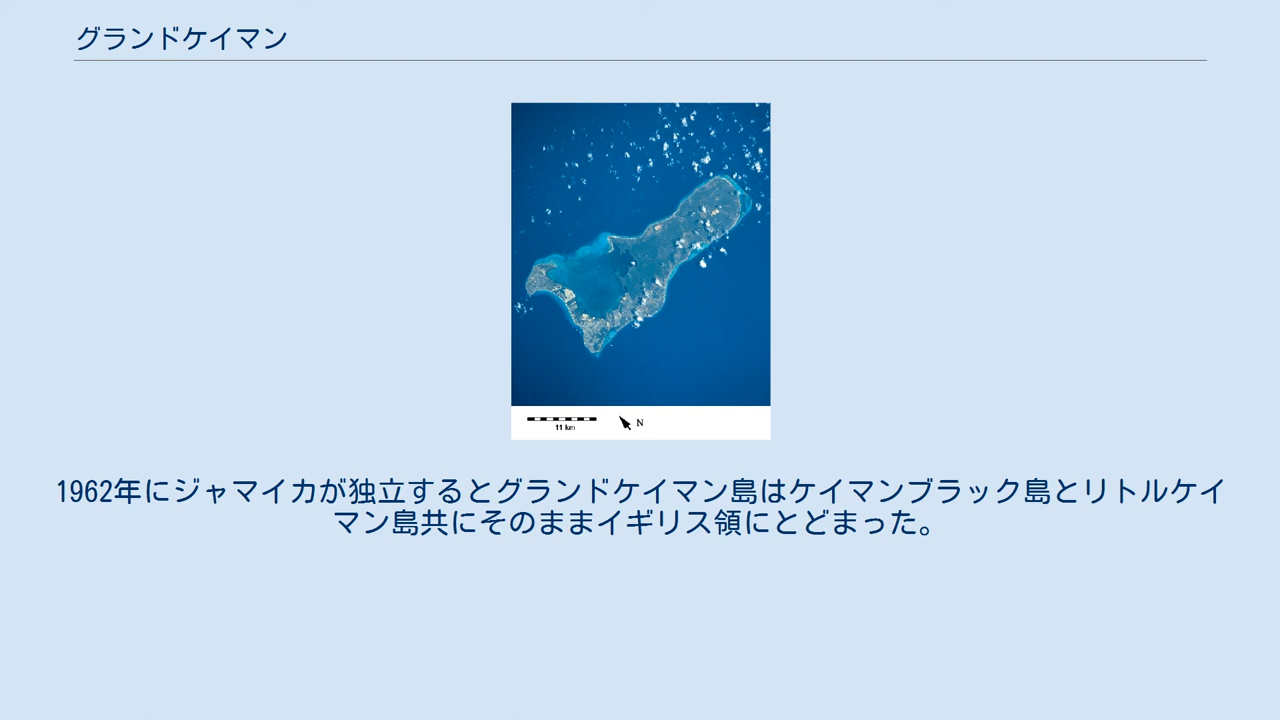 グランドケイマン
11 km
N
1962年にジャマイカが独立するとグランドケイマン島はケイマンブラック島とリトルケイ
マン島共にそのままイギリス領にとどまった。